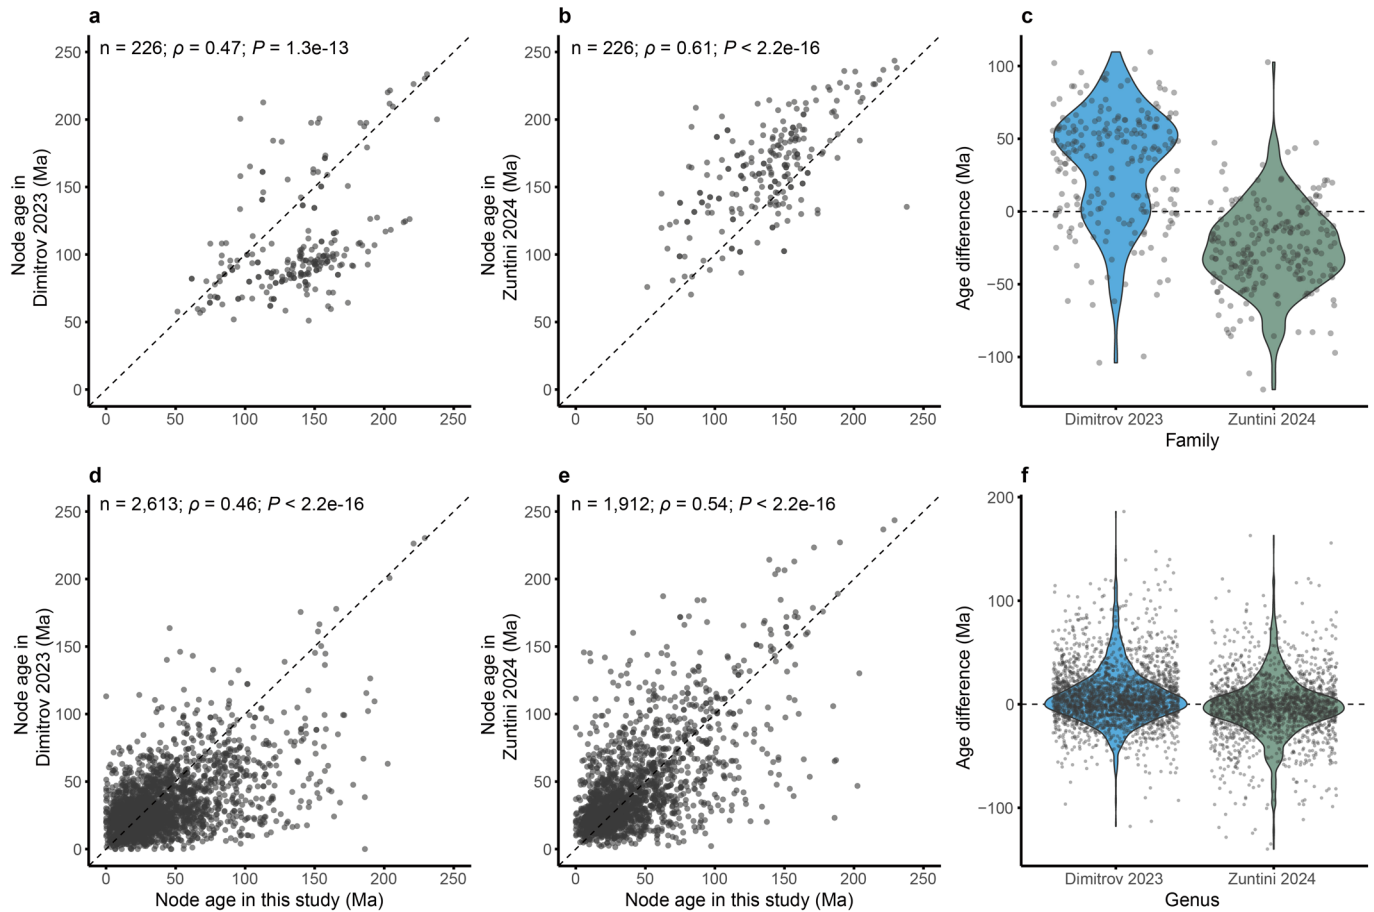 a
n = 226; ρ = 0.47; P = 1.3e-13
Node age in
Dimitrov 2023 (Ma)
250
200
150
100
50
0
0 50 100 150 200 250
b
n = 226; ρ = 0.61; P < 2.2e-16
Node age in
Zuntini 2024 (Ma)
250
200
150
100
50
0
0 50 100 150 200 250
c
Age difference (Ma)
100
50
0
−50
−100
Dimitrov 2023 Zuntini 2024
Family
d
n = 2,613; ρ = 0.46; P < 2.2e-16
Node age in
Dimitrov 2023 (Ma)
250
200
150
100
50
0
0 50 100 150 200 250
Node age in this study (Ma)
e
n = 1,912; ρ = 0.54; P < 2.2e-16
Node age in
Zuntini 2024 (Ma)
250
200
150
100
50
0
0 50 100 150 200 250
Node age in this study (Ma)
f
Age difference (Ma)
200
100
0
−100
Dimitrov 2023 Zuntini 2024
Genus